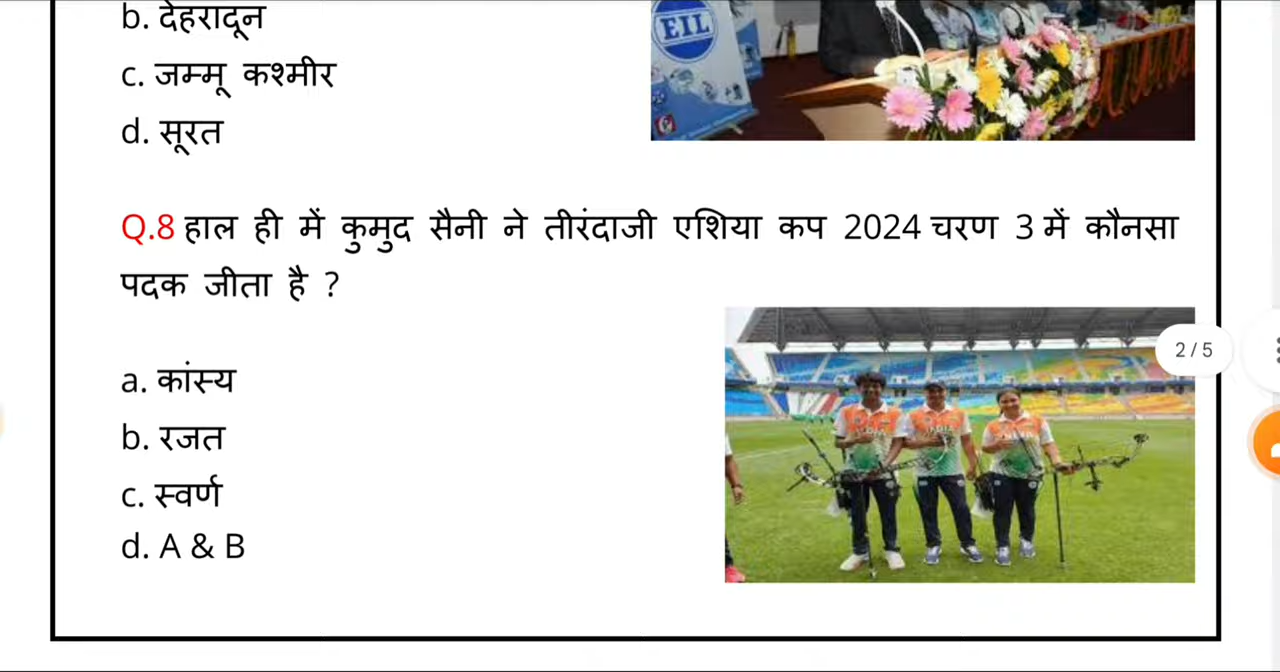 b. देहरादून
EIL
c. जम्मू कश्मीर
d. सूरत
Q.8 हाल ही में कुमुद सैनी ने तीरंदाजी एशिया कप 2024 चरण 3 में कौनसा
पदक जीता है ?
2 / 5
a. कांस्य
b. रजत
c. स्वर्ण
d. A & B